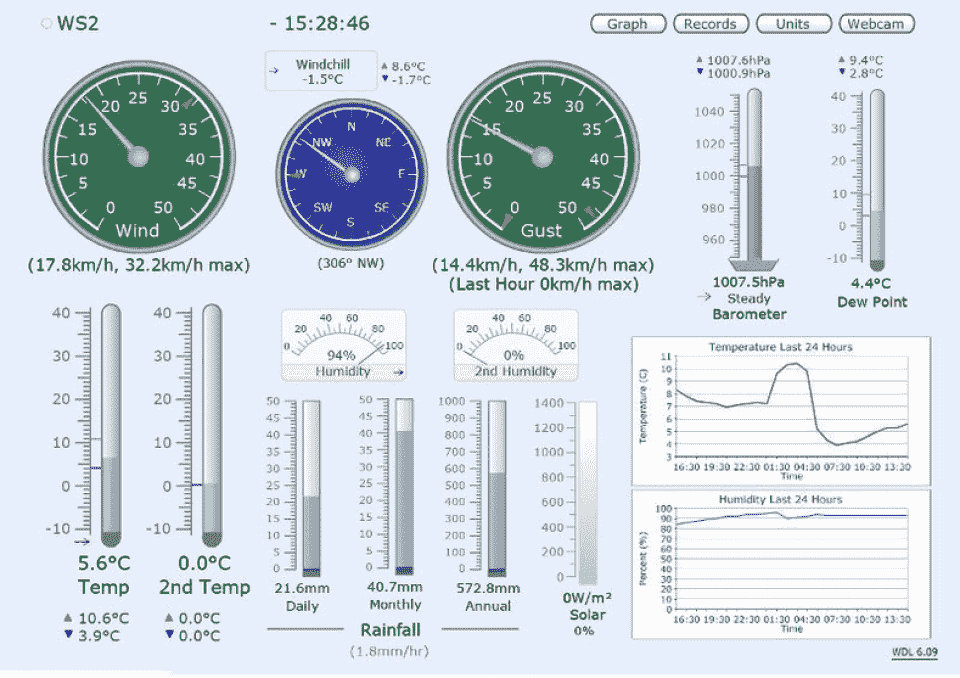 WS2
- 15:28:46
Graph
Records
Units
Webcam
Windchill
-1.5°C
8.6°C
-1.7°C
1007.6hPa
1000.9hPa
9.4°C
2.8°C
0 5 10 15 20 25 30 35 40 45 50
Wind
(17.8km/h, 32.2km/h max)
N NE E SE S SW W NW
(306° NW)
0 5 10 15 20 25 30 35 40 45 50
Gust
(14.4km/h, 48.3km/h max)
(Last Hour 0km/h max)
1040
1020
1000
980
960
1007.5hPa
Steady
Barometer
40
30
20
10
0
-10
4.4°C
Dew Point
40
30
20
10
0
-10
5.6°C
Temp
10.6°C
3.9°C
40
30
20
10
0
-10
0.0°C
2nd Temp
0.0°C
0.0°C
0 20 40 60 80 100
94%
Humidity
0 20 40 60 80 100
0%
2nd Humidity
50
45
40
35
30
25
20
15
10
5
0
21.6mm
Daily
50
45
40
35
30
25
20
15
10
5
0
40.7mm
Monthly
1000
900
800
700
600
500
400
300
200
100
0
572.8mm
Annual
Rainfall
(1.8mm/hr)
1400
1200
1000
800
600
400
200
0
0W/m²
Solar
0%
Temperature Last 24 Hours
Temperature (C)
11
10
9
8
7
6
5
4
3
16:30 19:30 22:30 01:30 04:30 07:30 10:30 13:30
Time
Humidity Last 24 Hours
Percent (%)
100
90
80
70
60
50
40
30
20
10
0
16:30 19:30 22:30 01:30 04:30 07:30 10:30 13:30
Time
WDL 6.09